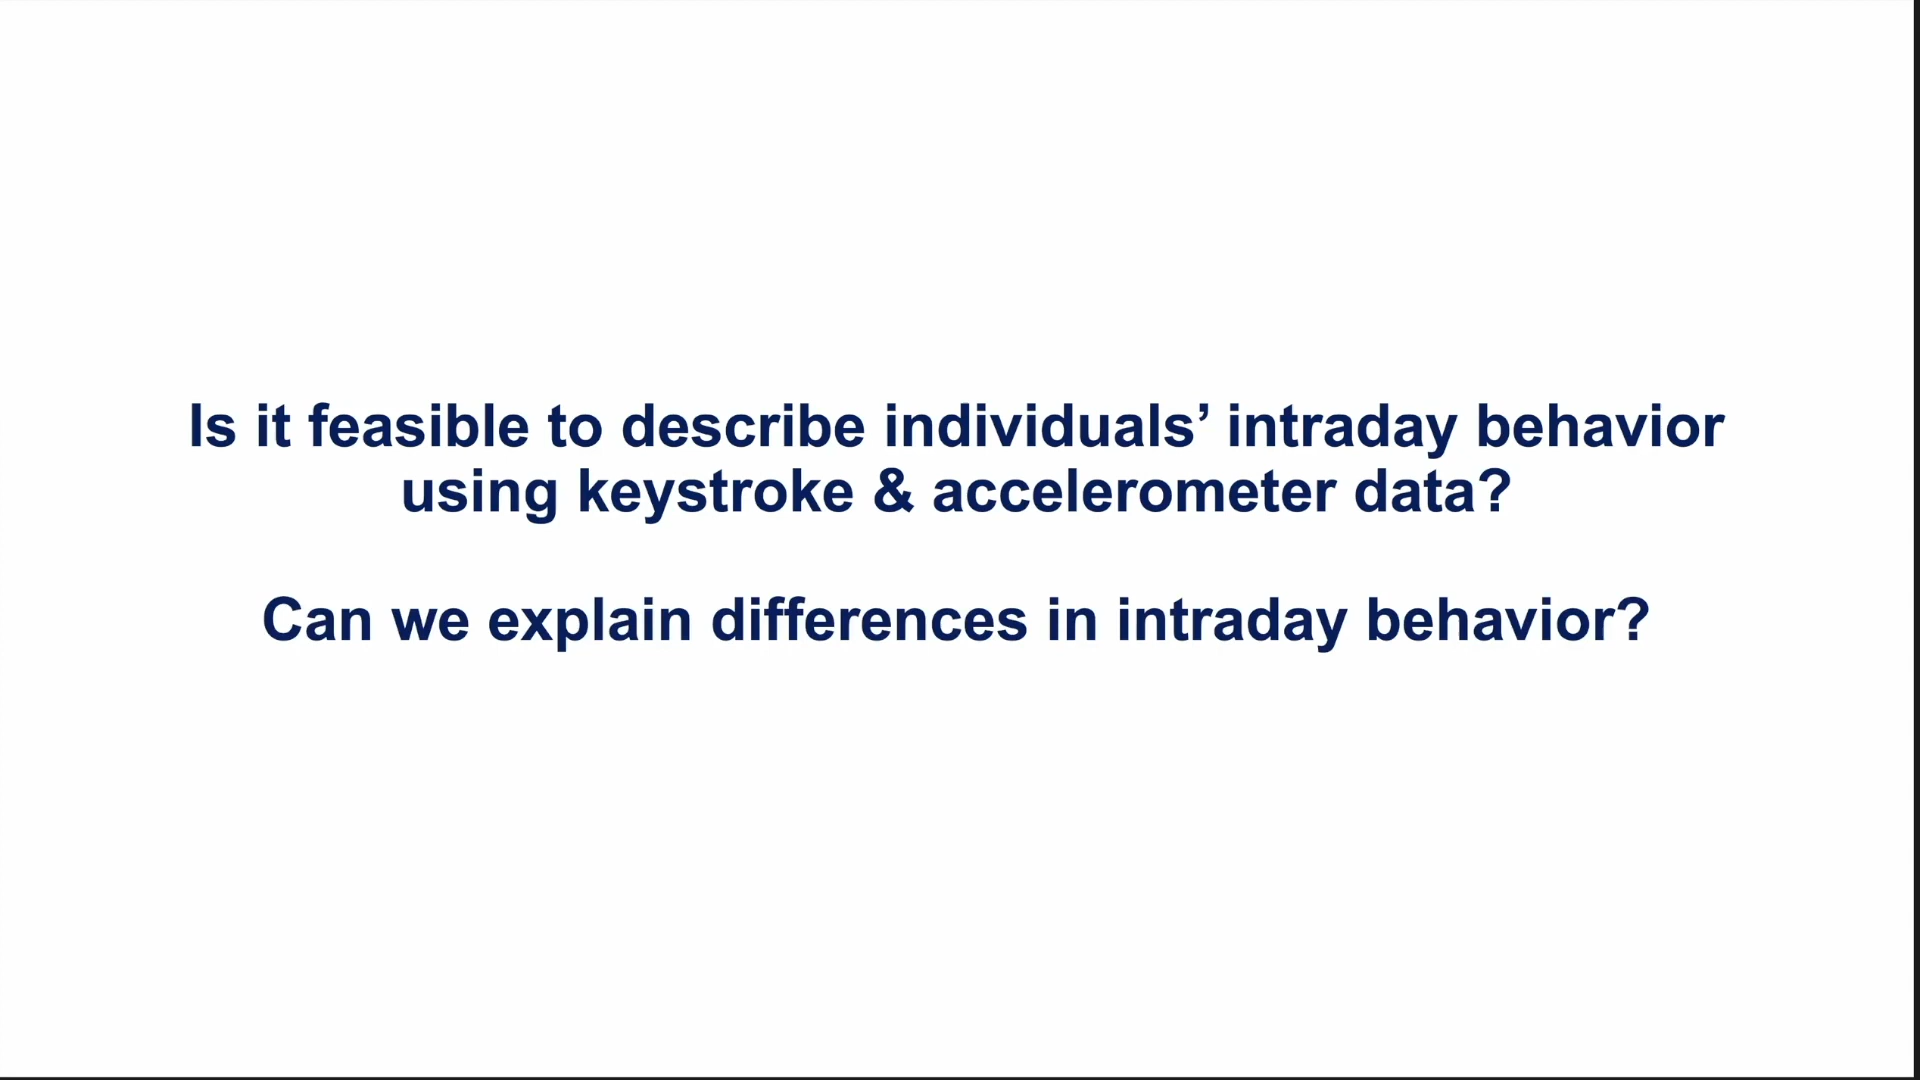 Is it feasible to describe individuals’ intraday behavior
using keystroke & accelerometer data?
Can we explain differences in intraday behavior?